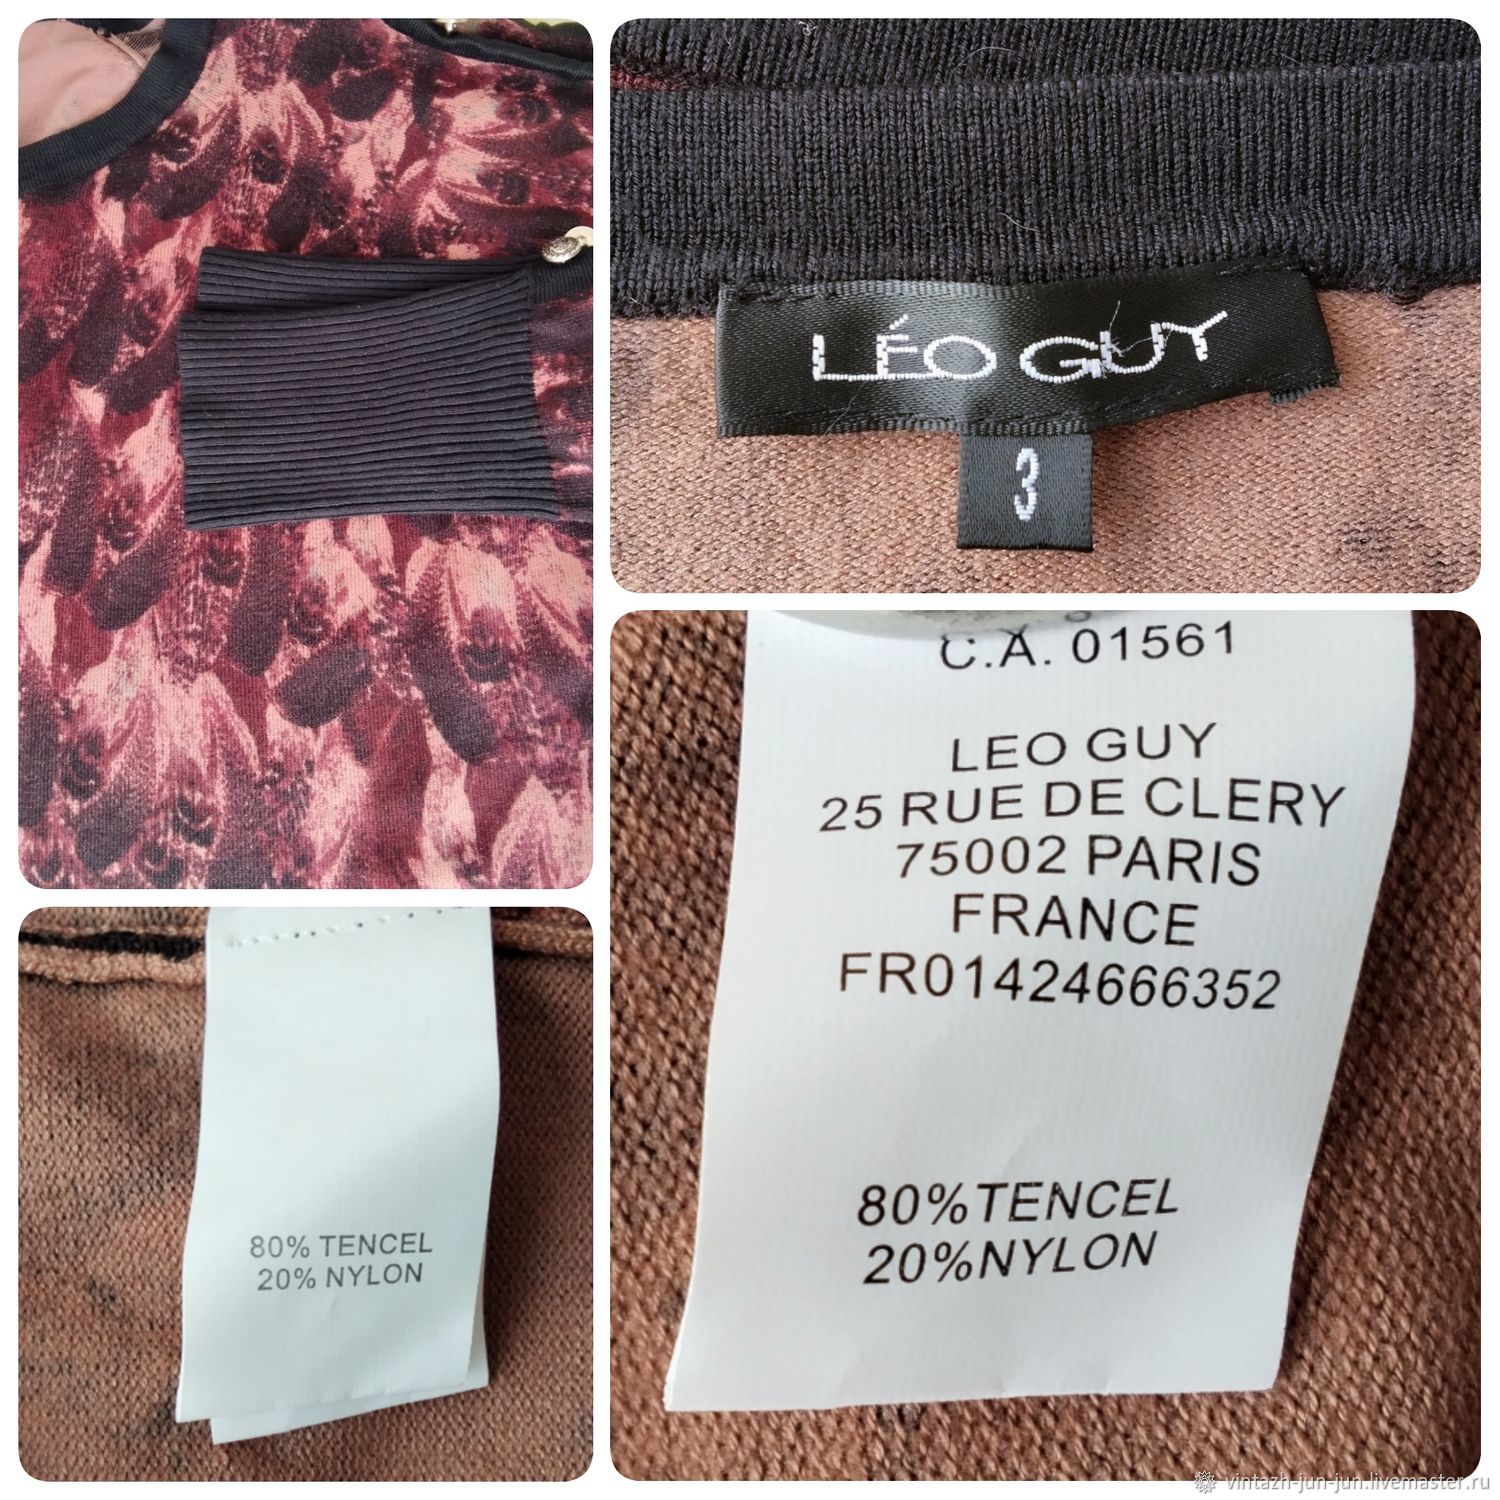 LÉO GUY
3
C.A. 01561
LEO GUY
25 RUE DE CLERY
75002 PARIS
FRANCE
FR01424666352
80%TENCEL
20%NYLON
80% TENCEL
20% NYLON
vintazh-jun-jun.livemaster.ru